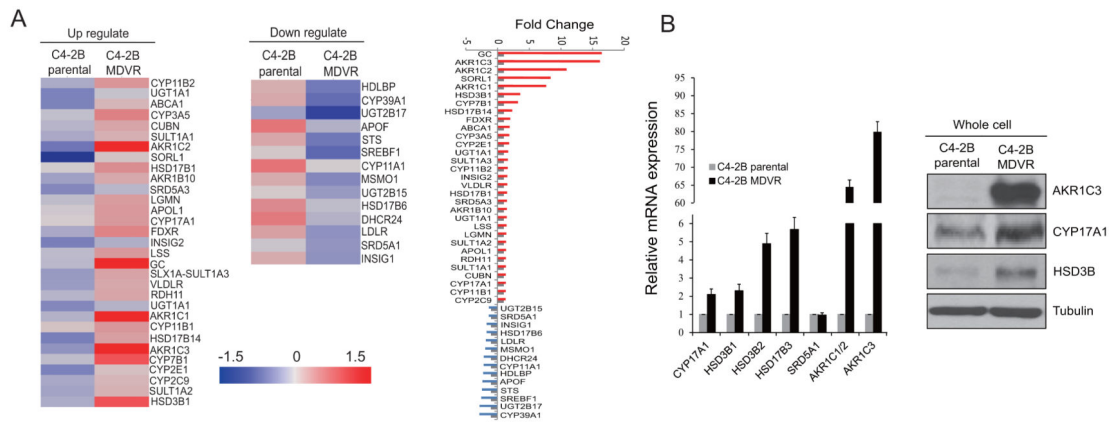 A
Up regulate
C4-2B parental
C4-2B MDVR
CYP11B2
UGT1A1
ABCA1
CYP3A5
CUBN
SULT1A1
AKR1C2
SORL1
HSD17B1
AKR1B10
SRD5A3
LGMN
APOL1
CYP17A1
FDXR
INSIG2
LSS
GC
SLX1A-SULT1A3
VLDLR
RDH11
UGT1A1
AKR1C1
CYP11B1
HSD17B14
AKR1C3
CYP7B1
CYP2E1
CYP2C9
SULT1A2
HSD3B1
Down regulate
C4-2B parental
C4-2B MDVR
HDLBP
CYP39A1
UGT2B17
APOF
STS
SREBF1
CYP11A1
MSMO1
UGT2B15
HSD17B6
DHCR24
LDLR
SRD5A1
INSIG1
-1.5 0 1.5
Fold Change
-5 0 5 10 15 20
GC
AKR1C3
AKR1C2
SORL1
AKR1C1
HSD3B1
CYP7B1
HSD17B14
FDXR
ABCA1
CYP3A5
CYP2E1
UGT1A1
SULT1A3
CYP11B2
INSIG2
VLDLR
HSD17B1
SRD5A3
AKR1B10
UGT1A1
LSS
LGMN
SULT1A2
APOL1
RDH11
SULT1A1
CUBN
CYP17A1
CYP11B1
CYP2C9
UGT2B15
SRD5A1
INSIG1
HSD17B6
LDLR
MSMO1
DHCR24
CYP11A1
HDLBP
APOF
STS
SREBF1
UGT2B17
CYP39A1
B
Relative mRNA expression
95
90
85
80
75
70
65
60
6
5
4
3
2
1
0
C4-2B parental
C4-2B MDVR
CYP17A1
HSD3B1
HSD3B2
HSD17B3
SRD5A1
AKR1C1/2
AKR1C3
Whole cell
C4-2B parental
C4-2B MDVR
AKR1C3
CYP17A1
HSD3B
Tubulin